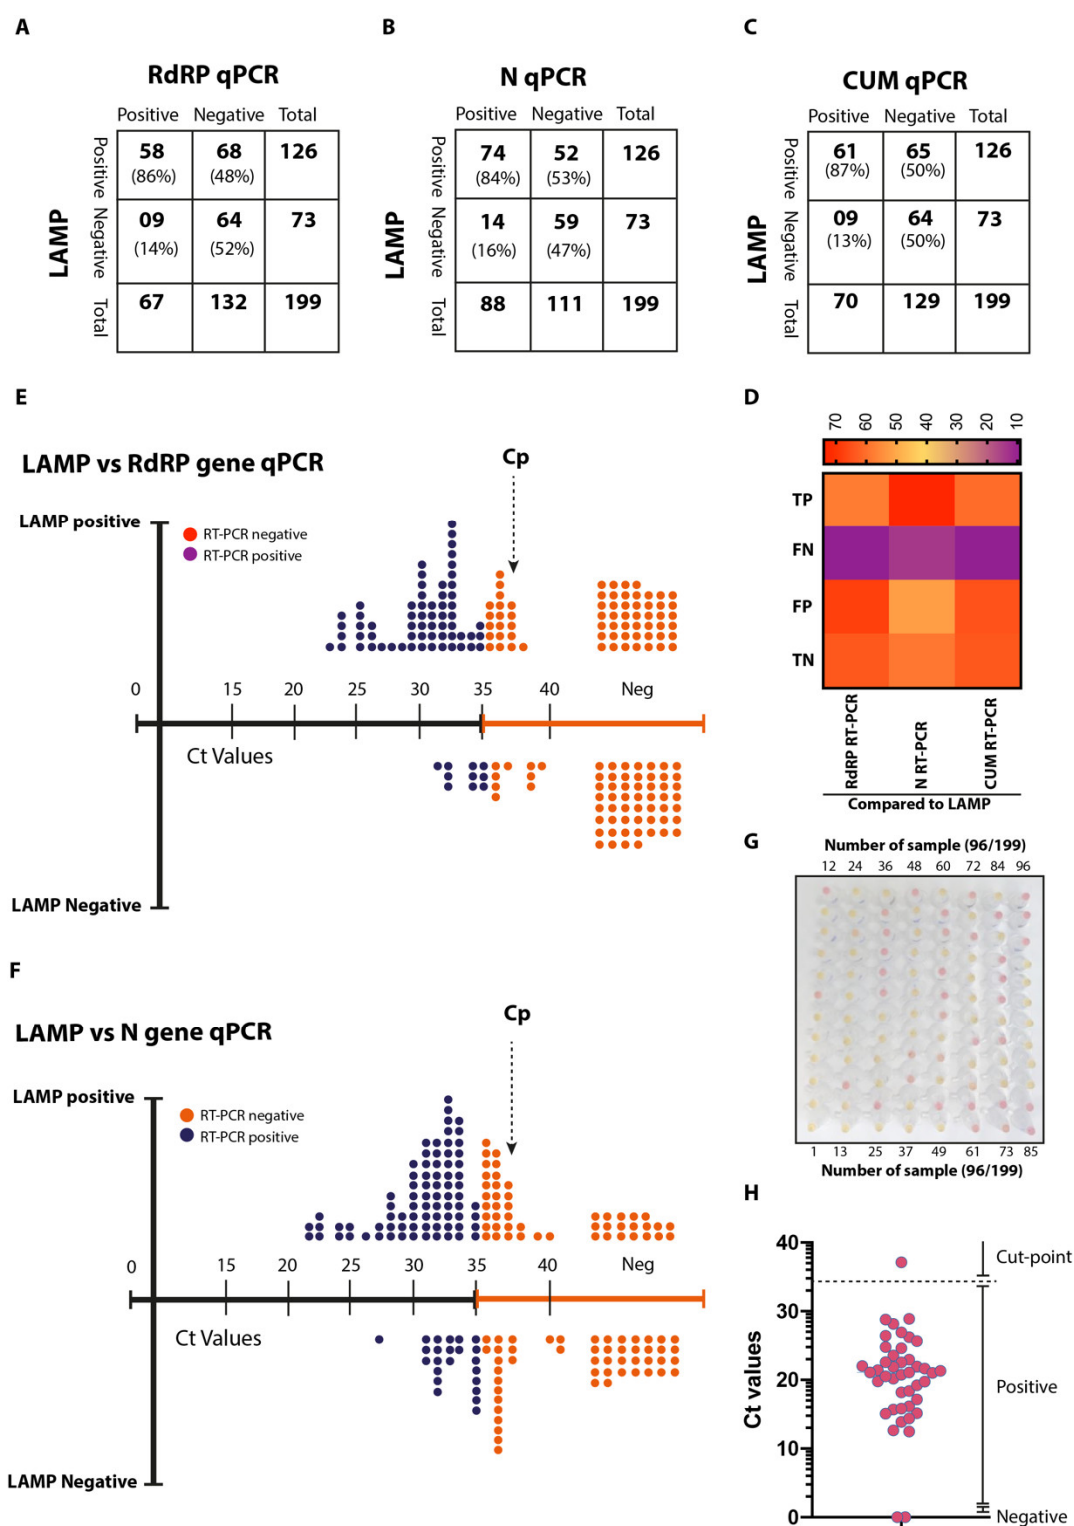 A
B
C
RdRP qPCR
N qPCR
CUM qPCR
Positive Negative Total
Positive Negative Total
Positive Negative Total
LAMP
Positive
Negative
Total
58 68 126
(86%) (48%)
09 64 73
(14%) (52%)
67 132 199
LAMP
Positive
Negative
Total
74 52 126
(84%) (53%)
14 59 73
(16%) (47%)
88 111 199
LAMP
Positive
Negative
Total
61 65 126
(87%) (50%)
09 64 73
(13%) (50%)
70 129 199
E
LAMP vs RdRP gene qPCR
Cp
LAMP positive
RT-PCR negative
RT-PCR positive
0 15 20 25 30 35 40 Neg
Ct Values
LAMP Negative
D
70 60 50 40 30 20 10
TP
FN
FP
TN
RdRP RT-PCR
N RT-PCR
CUM RT-PCR
Compared to LAMP
F
LAMP vs N gene qPCR
Cp
LAMP positive
RT-PCR negative
RT-PCR positive
0 15 20 25 30 35 40 Neg
Ct Values
LAMP Negative
G
Number of sample (96/199)
12 24 36 48 60 72 84 96
1 13 25 37 49 61 73 85
Number of sample (96/199)
H
Ct values
40
30
20
10
0
Cut-point
Positive
Negative